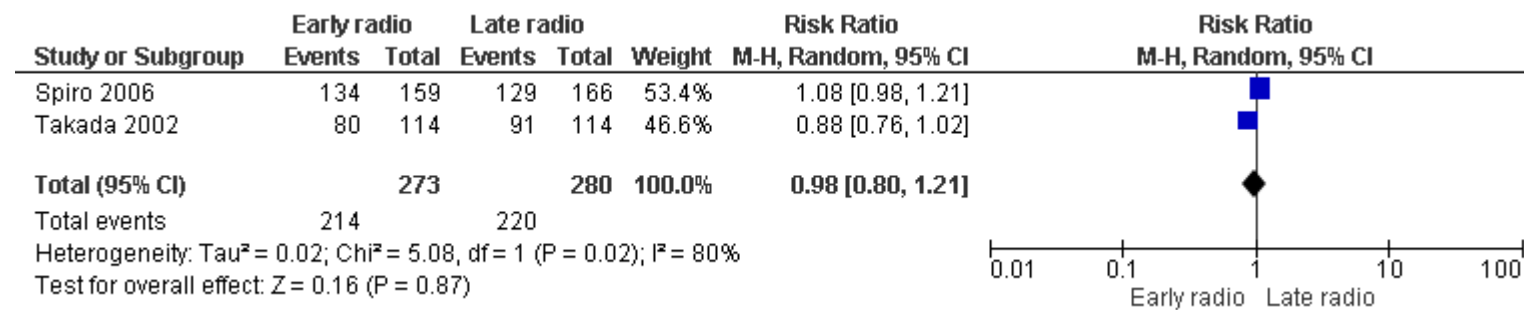 Early radio Late radio Risk Ratio Risk Ratio
Study or Subgroup Events Total Events Total Weight M-H, Random, 95% CI M-H, Random, 95% CI
Spiro 2006 134 159 129 166 53.4% 1.08 [0.98, 1.21]
Takada 2002 80 114 91 114 46.6% 0.88 [0.76, 1.02]
Total (95% CI) 273 280 100.0% 0.98 [0.80, 1.21]
Total events 214 220
Heterogeneity: Tau² = 0.02; Chi² = 5.08, df = 1 (P = 0.02); I² = 80%
Test for overall effect: Z = 0.16 (P = 0.87)
0.01 0.1 1 10 100
Early radio Late radio